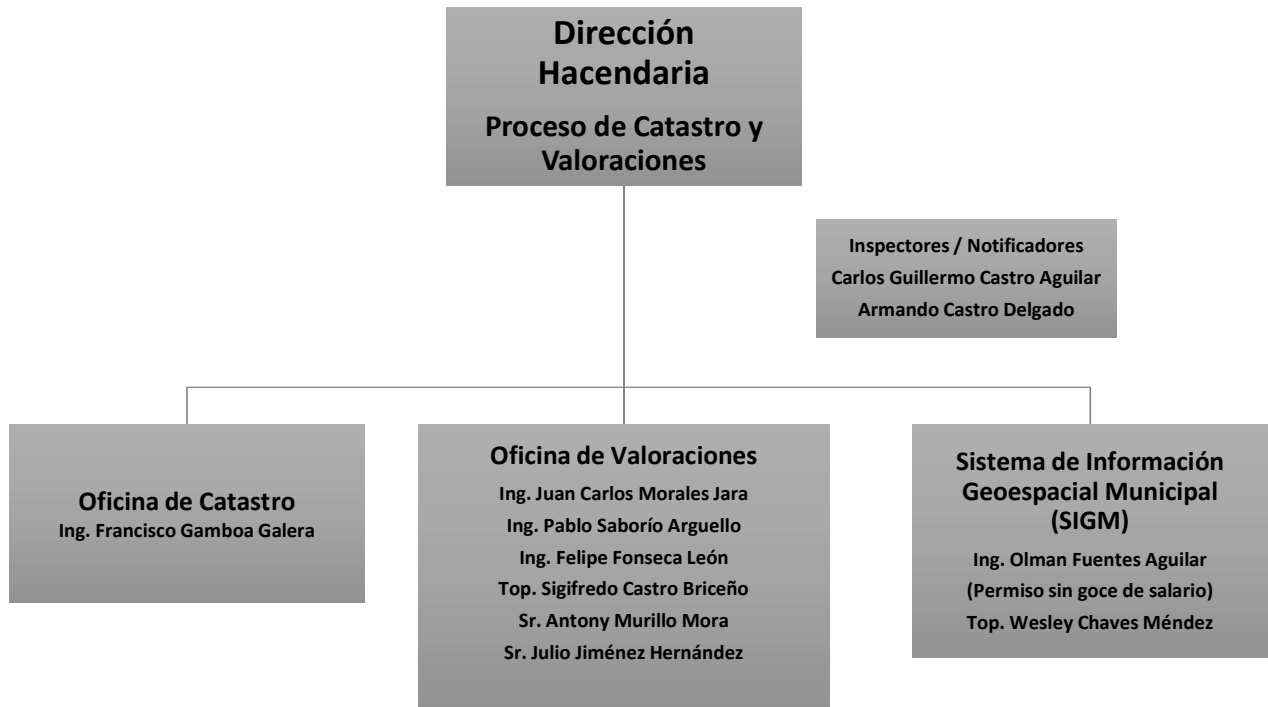 Dirección
Hacendaria
Proceso de Catastro y
Valoraciones
Inspectores / Notificadores
Carlos Guillermo Castro Aguilar
Armando Castro Delgado
Oficina de Catastro
Ing. Francisco Gamboa Galera
Oficina de Valoraciones
Ing. Juan Carlos Morales Jara
Ing. Pablo Saborío Arguello
Ing. Felipe Fonseca León
Top. Sigifredo Castro Briceño
Sr. Antony Murillo Mora
Sr. Julio Jiménez Hernández
Sistema de Información
Geoespacial Municipal
(SIGM)
Ing. Olman Fuentes Aguilar
(Permiso sin goce de salario)
Top. Wesley Chaves Méndez